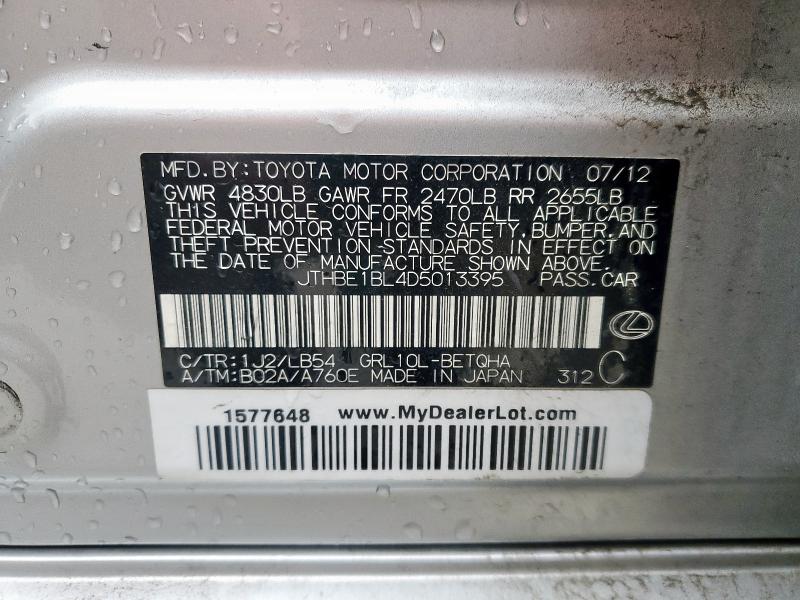 MFD. BY: TOYOTA MOTOR CORPORATION 07/12
GVWR 4830LB GAWR FR 2470LB RR 2655LB
THIS VEHICLE CONFORMS TO ALL APPLICABLE
FEDERAL MOTOR VEHICLE SAFETY, BUMPER, AND
THEFT PREVENTION STANDARDS IN EFFECT ON
THE DATE OF MANUFACTURE SHOWN ABOVE.
JTHBE1BL4D5013395 PASS. CAR
C/TR: 1J2/LB54 GRL10L-BETQHA
A/TM: B02A/A760E MADE IN JAPAN 312 C
1577648 www.MyDealerLot.com